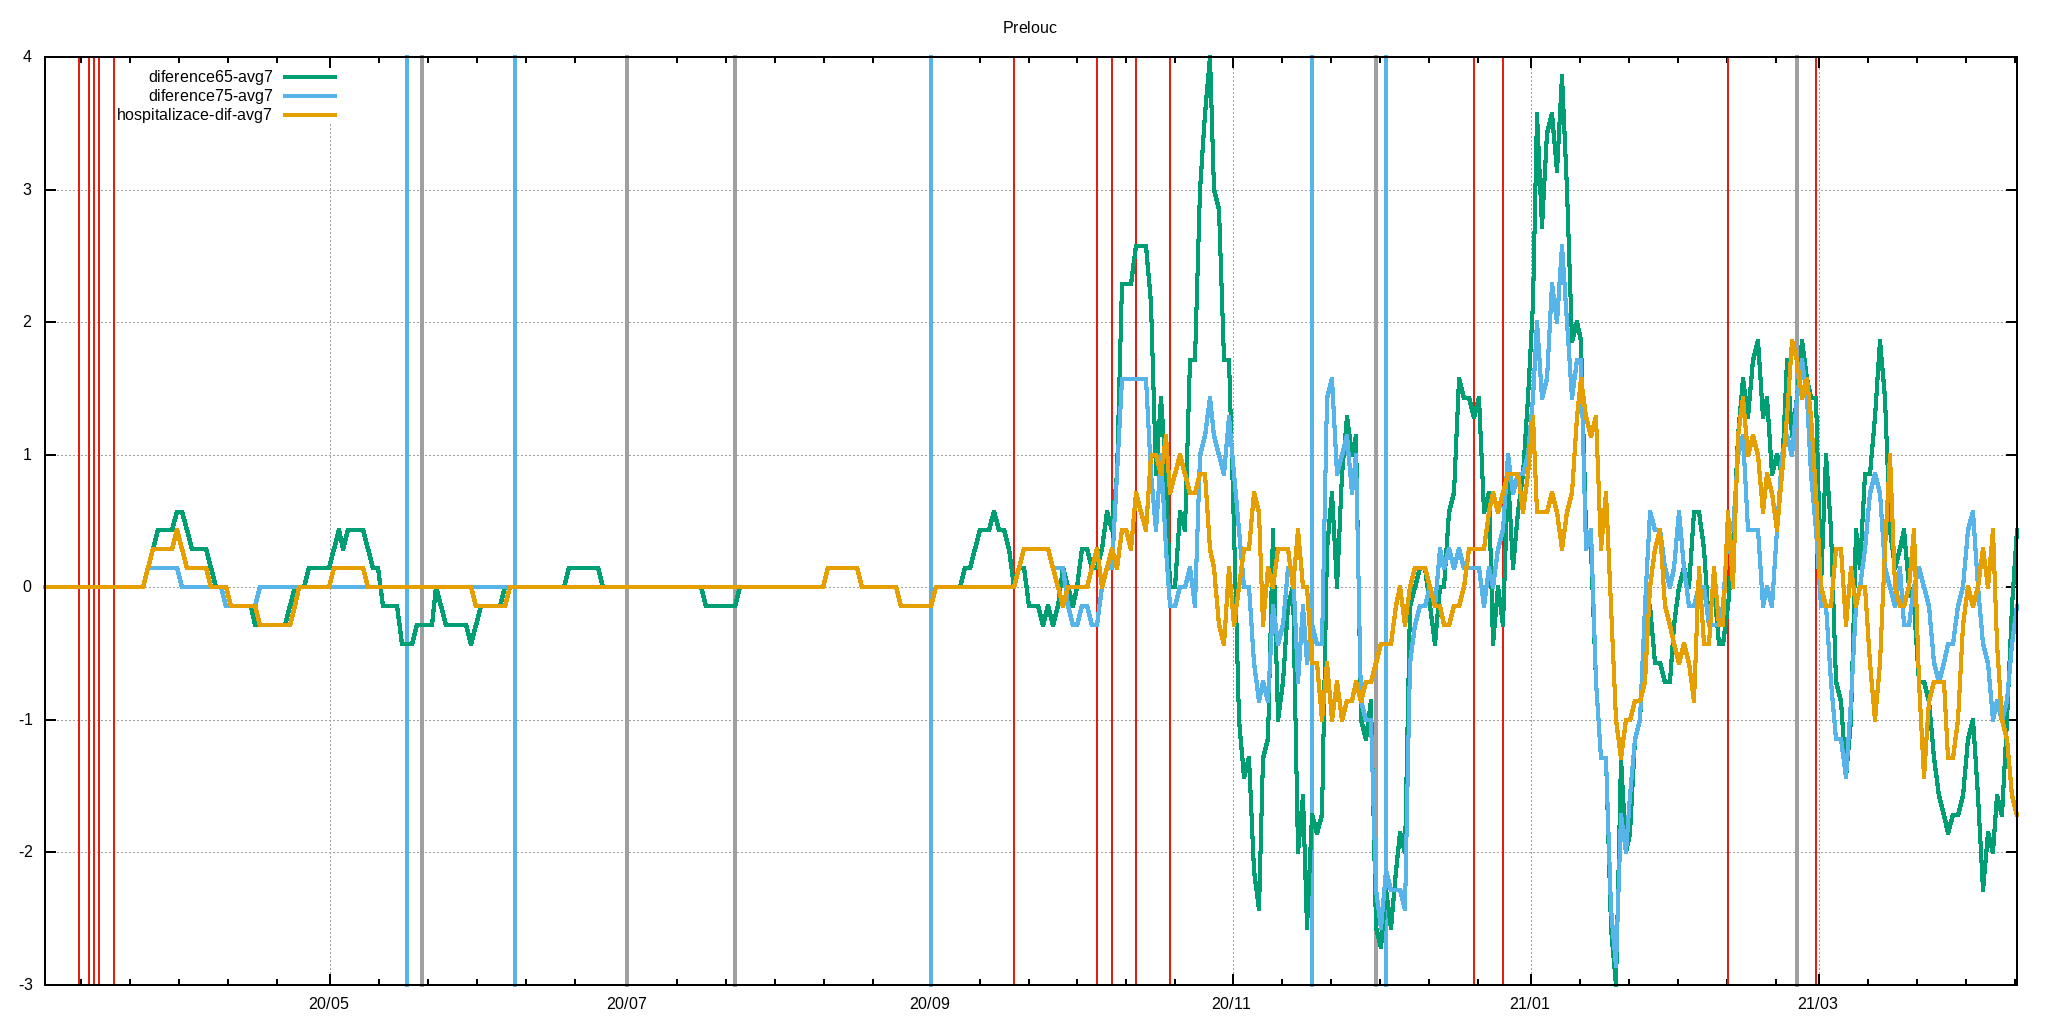 Prelouc
4
diference65-avg7
diference75-avg7
hospitalizace-dif-avg7
3
2
1
0
-1
-2
-3
20/05 20/07 20/09 20/11 21/01 21/03